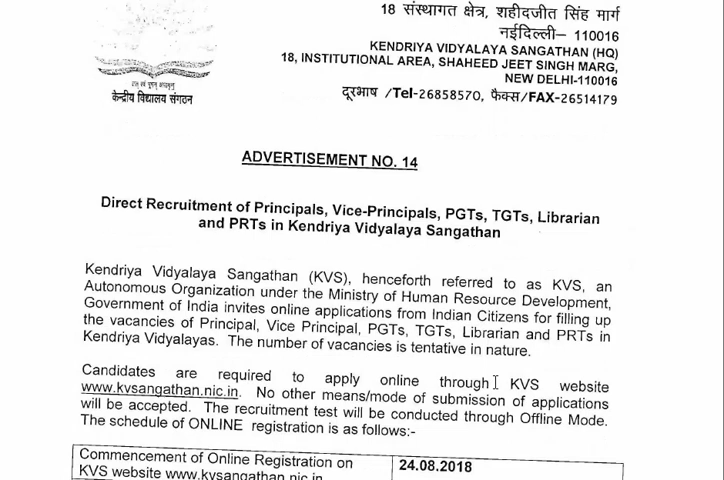 18 संस्थागत क्षेत्र, शहीदजीत सिंह मार्ग
नईदिल्ली– 110016
KENDRIYA VIDYALAYA SANGATHAN (HQ)
18, INSTITUTIONAL AREA, SHAHEED JEET SINGH MARG,
NEW DELHI-110016
दूरभाष /Tel-26858570, फैक्स/FAX-26514179
केन्द्रीय विद्यालय संगठन
ADVERTISEMENT NO. 14
Direct Recruitment of Principals, Vice-Principals, PGTs, TGTs, Librarian
and PRTs in Kendriya Vidyalaya Sangathan
Kendriya Vidyalaya Sangathan (KVS), henceforth referred to as KVS, an
Autonomous Organization under the Ministry of Human Resource Development,
Government of India invites online applications from Indian Citizens for filling up
the vacancies of Principal, Vice Principal, PGTs, TGTs, Librarian and PRTs in
Kendriya Vidyalayas. The number of vacancies is tentative in nature.
Candidates are required to apply online through KVS website
www.kvsangathan.nic.in. No other means/mode of submission of applications
will be accepted. The recruitment test will be conducted through Offline Mode.
The schedule of ONLINE registration is as follows:-
Commencement of Online Registration on
KVS website www.kvsangathan.nic.in
24.08.2018